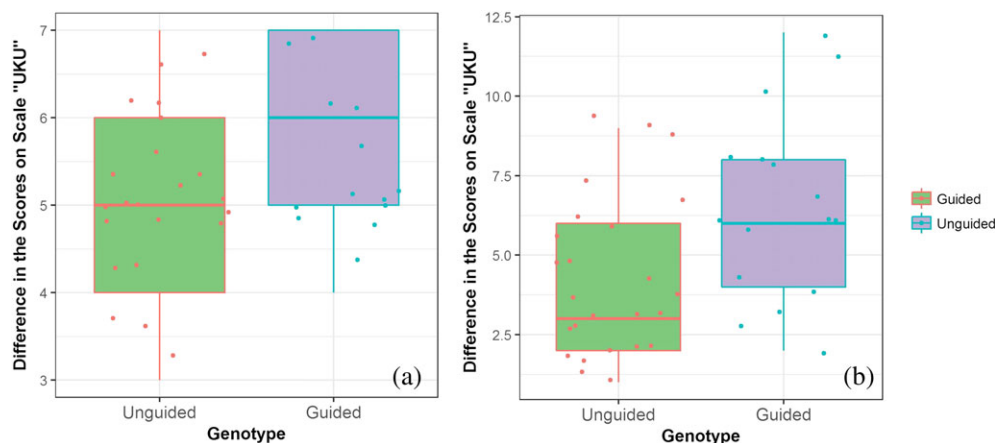 Difference in the Scores on Scale "UKU"
7
6
5
4
3
Unguided
Guided
Genotype
(a)
Difference in the Scores on Scale "UKU"
12.5
10.0
7.5
5.0
2.5
Unguided
Guided
Genotype
(b)
Guided
Unguided